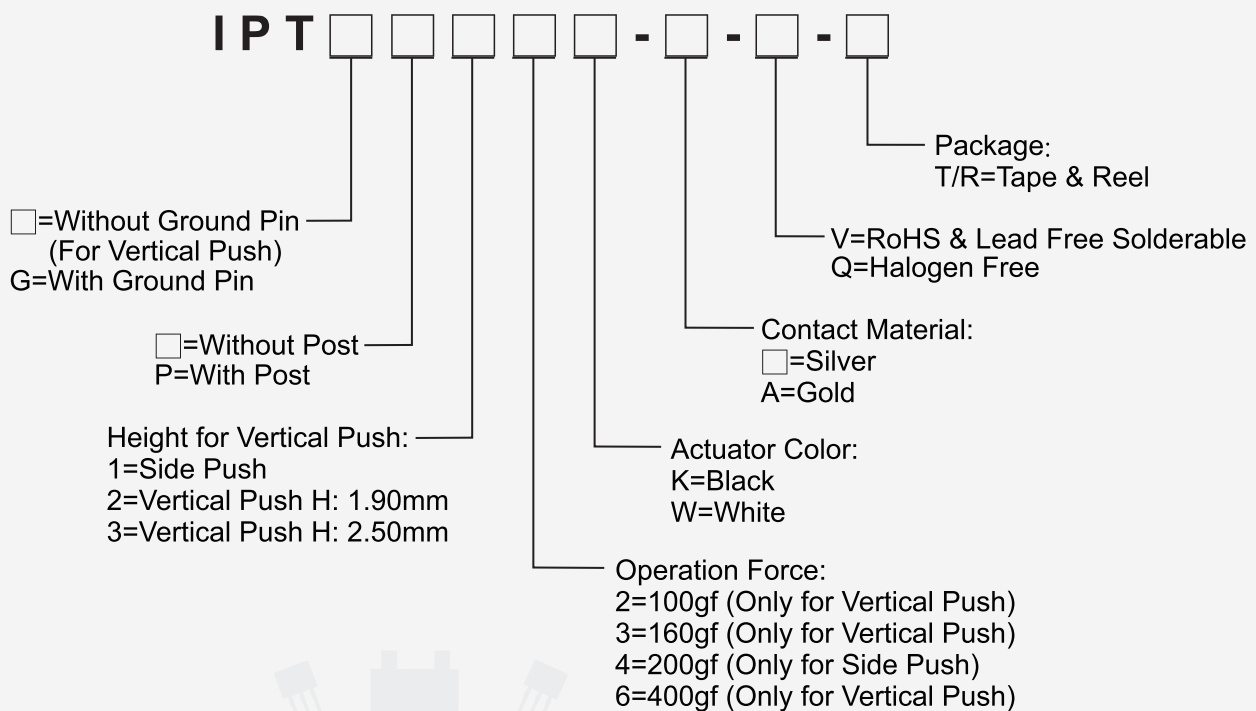 IPT□□□□□-□-□-□
Package:
T/R=Tape & Reel
□=Without Ground Pin
(For Vertical Push)
G=With Ground Pin
V=RoHS & Lead Free Solderable
Q=Halogen Free
□=Without Post
P=With Post
Contact Material:
□=Silver
A=Gold
Height for Vertical Push:
1=Side Push
2=Vertical Push H: 1.90mm
3=Vertical Push H: 2.50mm
Actuator Color:
K=Black
W=White
Operation Force:
2=100gf (Only for Vertical Push)
3=160gf (Only for Vertical Push)
4=200gf (Only for Side Push)
6=400gf (Only for Vertical Push)